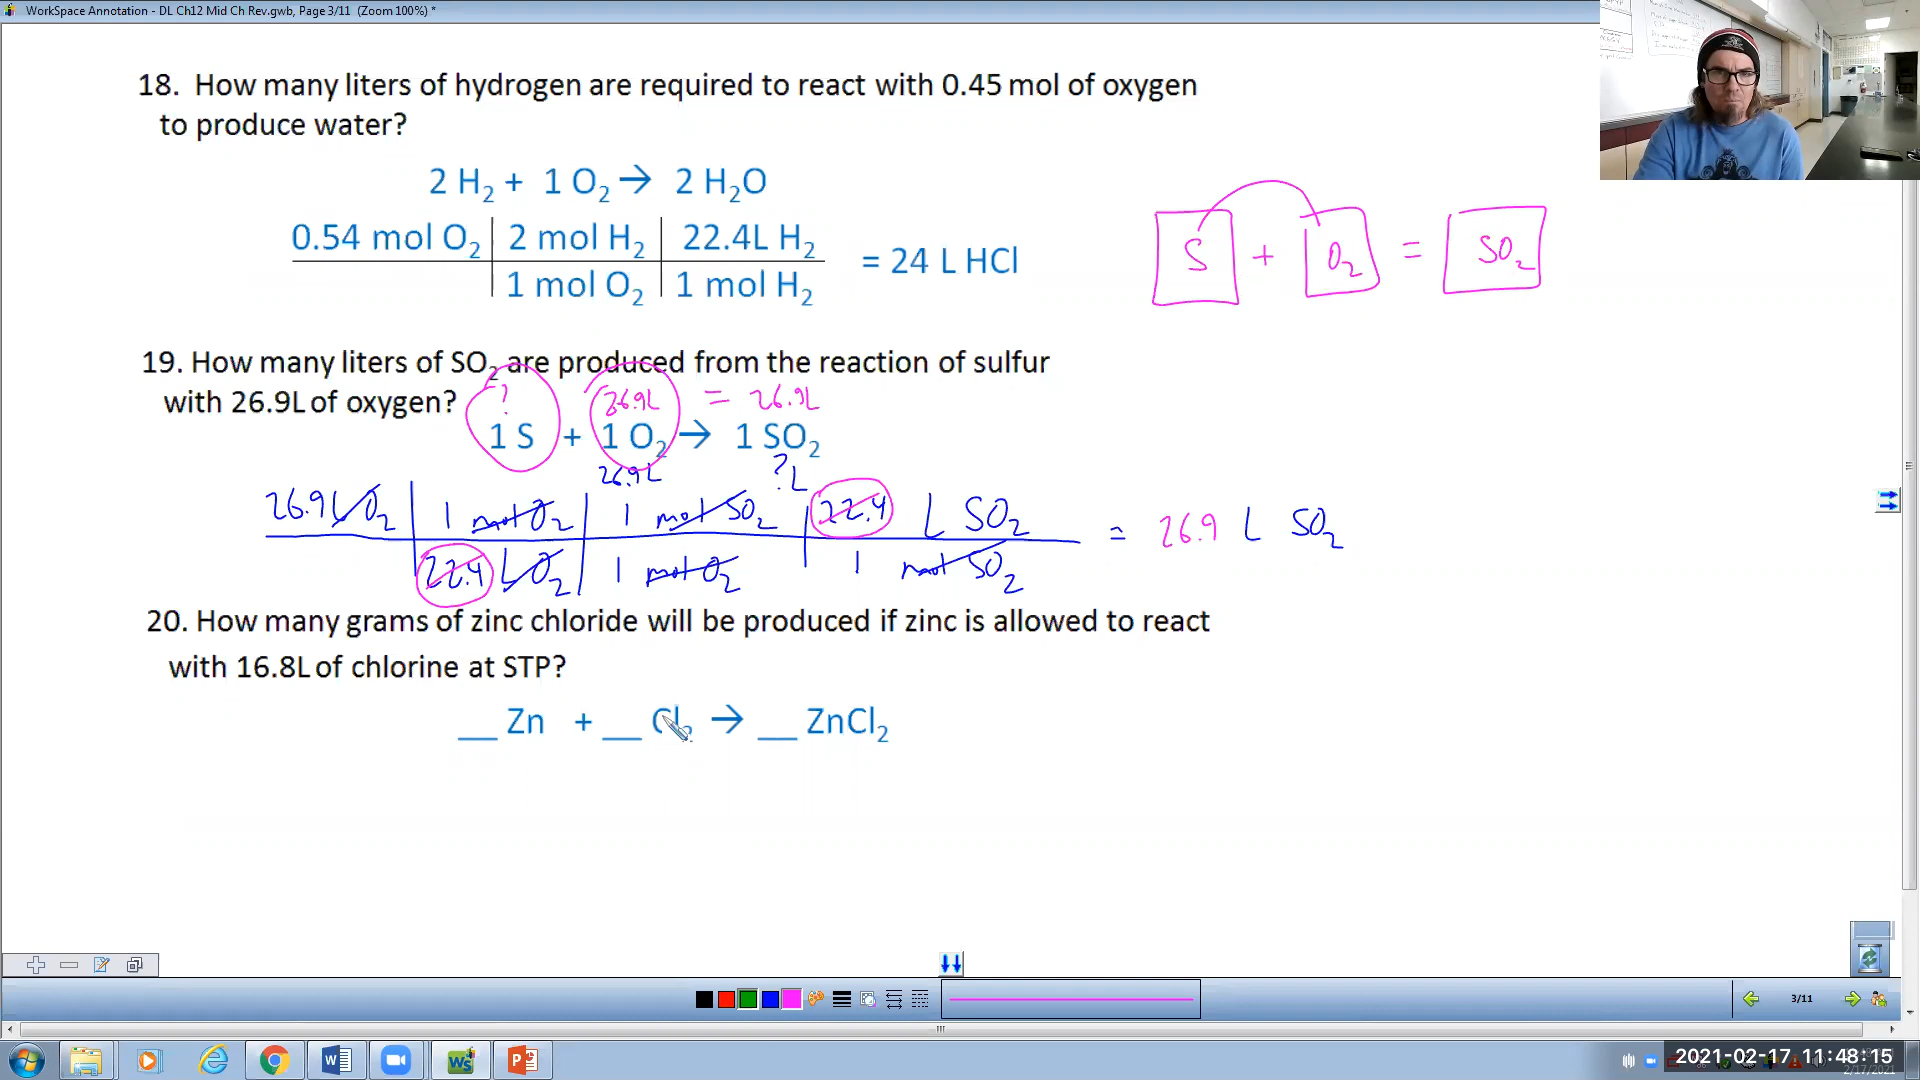 WorkSpace Annotation - DL Ch12 Mid Ch Rev.gwb, Page 3/11 (Zoom 100%) *
18. How many liters of hydrogen are required to react with 0.45 mol of oxygen
to produce water?
2 H₂ + 1 O₂ → 2 H₂O
0.54 mol O₂ | 2 mol H₂ | 22.4L H₂
= 24 L HCl
1 mol O₂ | 1 mol H₂
S + O₂ = SO₂
19. How many liters of SO₂ are produced from the reaction of sulfur
with 26.9L of oxygen?
? 26.9L = 26.9L
1 S + 1 O₂ → 1 SO₂
26.9L ?L
26.9 L O₂ | 1 mol O₂ | 1 mol SO₂ | 22.4 L SO₂
= 26.9 L SO₂
22.4 L O₂ | 1 mol O₂ | 1 mol SO₂
20. How many grams of zinc chloride will be produced if zinc is allowed to react
with 16.8L of chlorine at STP?
__ Zn + __ Cl₂ → __ ZnCl₂
3/11
2021-02-17 11:48:15